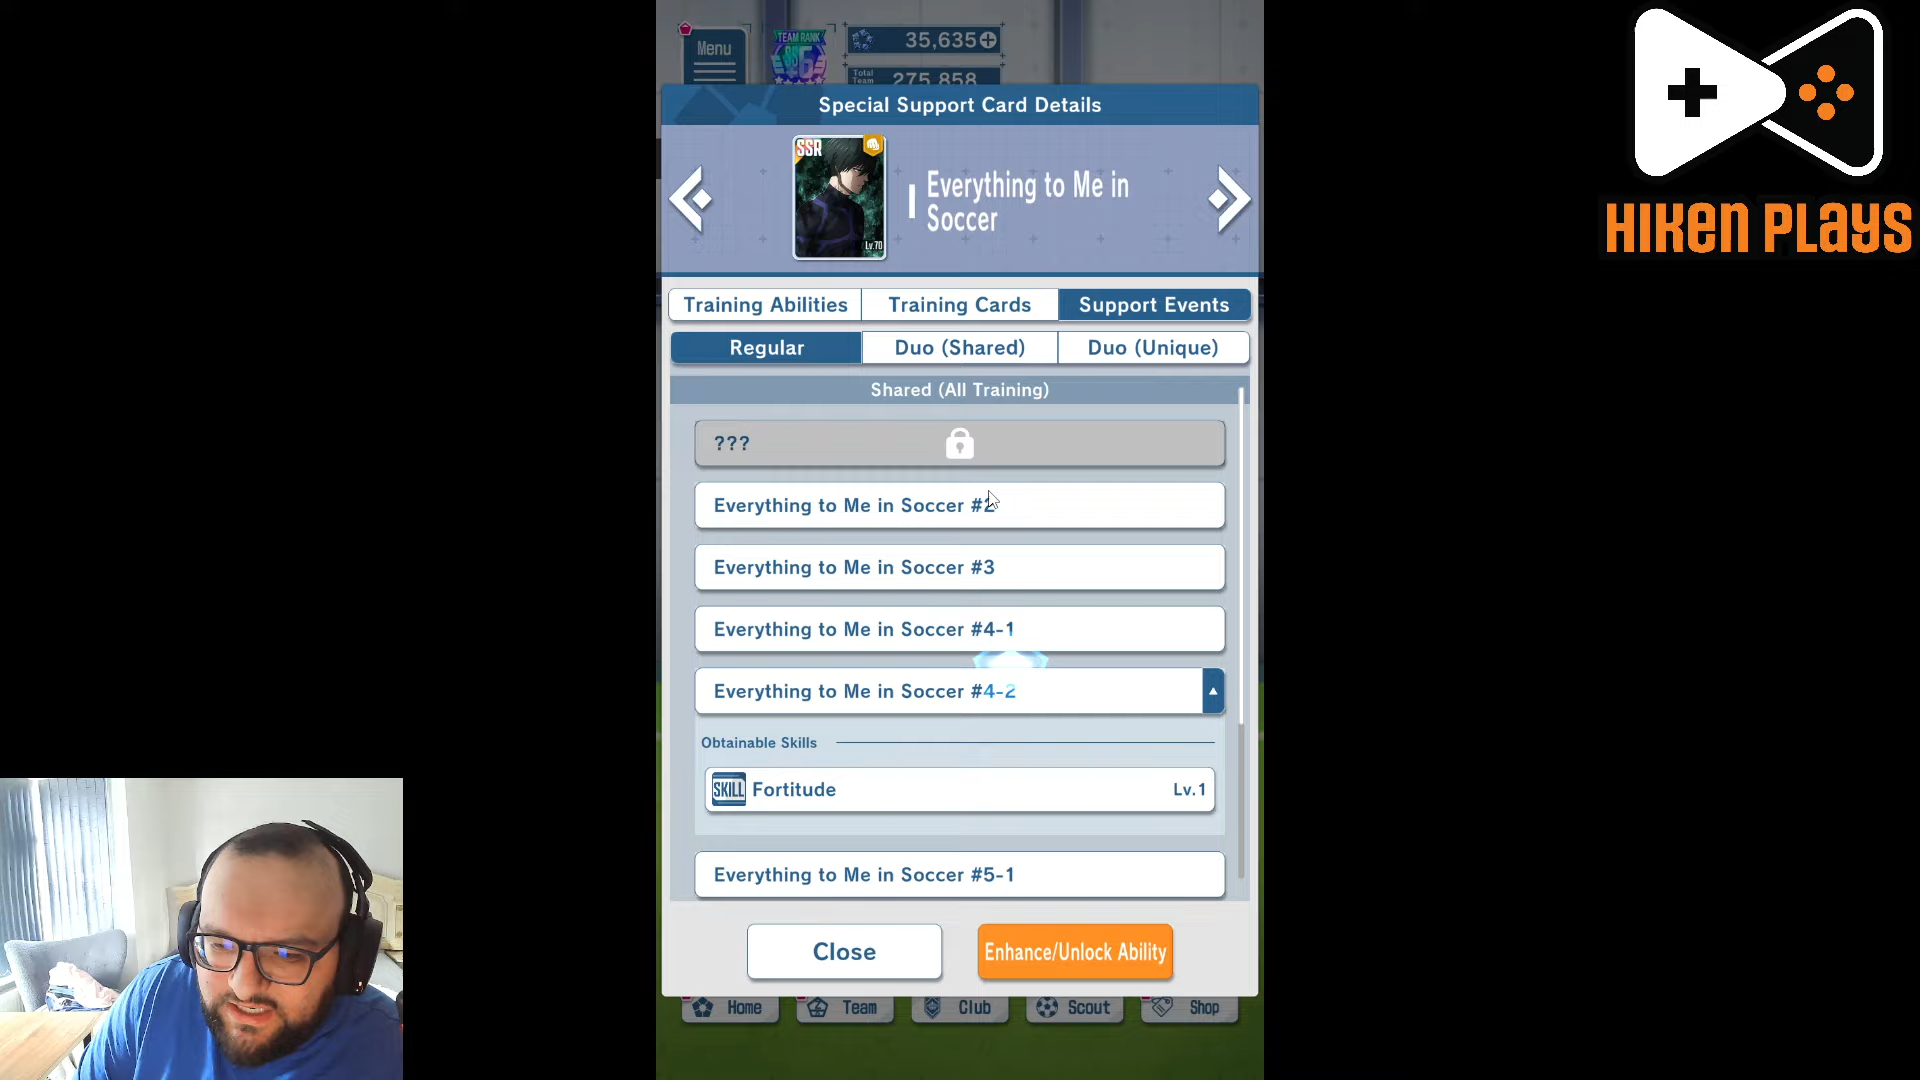 Menu
TEAM RANK
35,635
Total
Team
275,858
Special Support Card Details
SSR
Lv.70
Everything to Me in
Soccer
Training Abilities
Training Cards
Support Events
Regular
Duo (Shared)
Duo (Unique)
Shared (All Training)
???
Everything to Me in Soccer #2
Everything to Me in Soccer #3
Everything to Me in Soccer #4-1
Everything to Me in Soccer #4-2
Obtainable Skills
SKILL Fortitude Lv.1
Everything to Me in Soccer #5-1
Close
Enhance/Unlock Ability
Home
Team
Club
Scout
Shop
HIKEN PLAYS